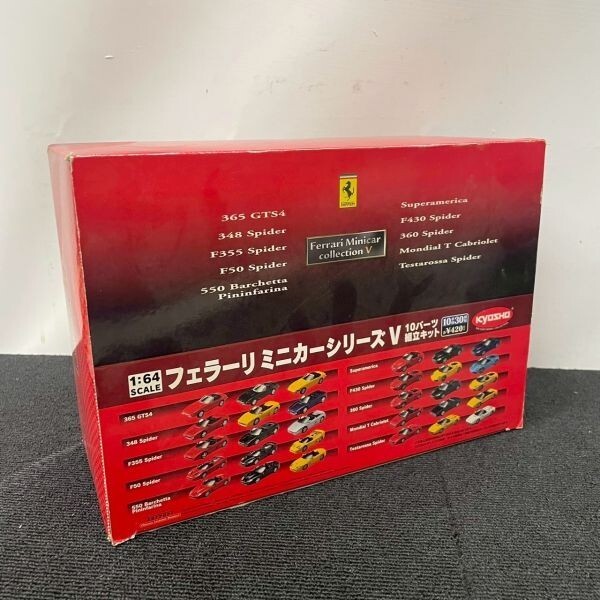 365 GTS4
348 Spider
F355 Spider
F50 Spider
550 Barchetta
Pininfarina
Ferrari Minicar
collection V
Superamerica
F430 Spider
360 Spider
Mondial T Cabriolet
Testarossa Spider
1:64
SCALE
フェラーリ ミニカーシリーズ V
10パーツ
組立キット
KYOSHO
365 GTS4
348 Spider
F355 Spider
F50 Spider
550 Barchetta
Pininfarina
Superamerica
F430 Spider
360 Spider
Mondial T Cabriolet
Testarossa Spider